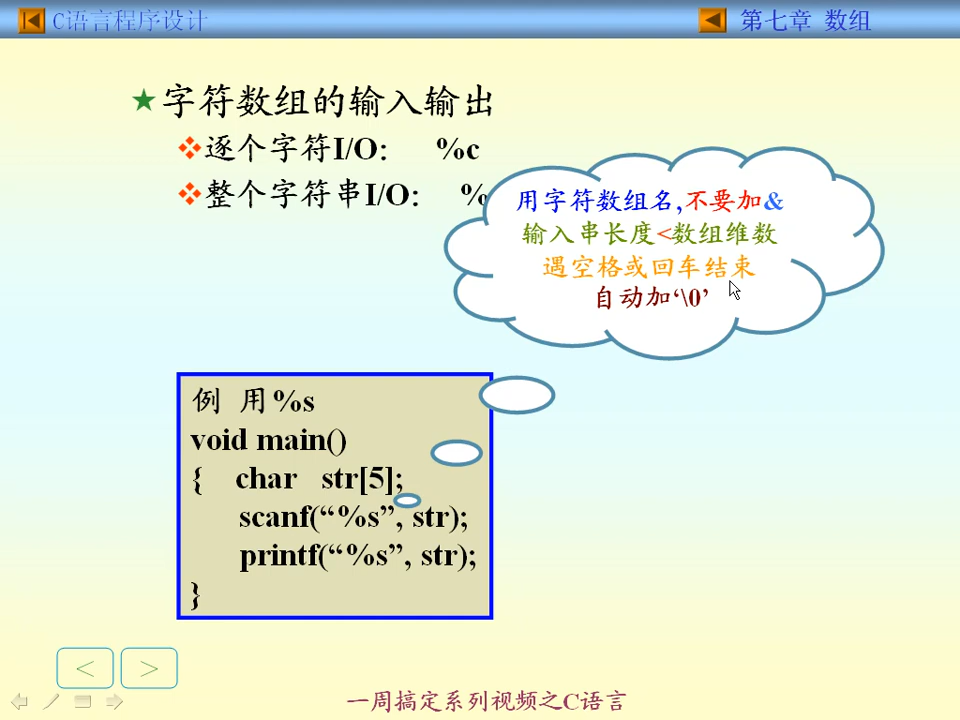 C语言程序设计
第七章 数组
★字符数组的输入输出
❖逐个字符I/O: %c
❖整个字符串I/O: %
用字符数组名,不要加&
输入串长度<数组维数
遇空格或回车结束
自动加‘\0’
例 用%s
void main()
{ char str[5];
scanf(“%s”, str);
printf(“%s”, str);
}
< >
一周搞定系列视频之C语言